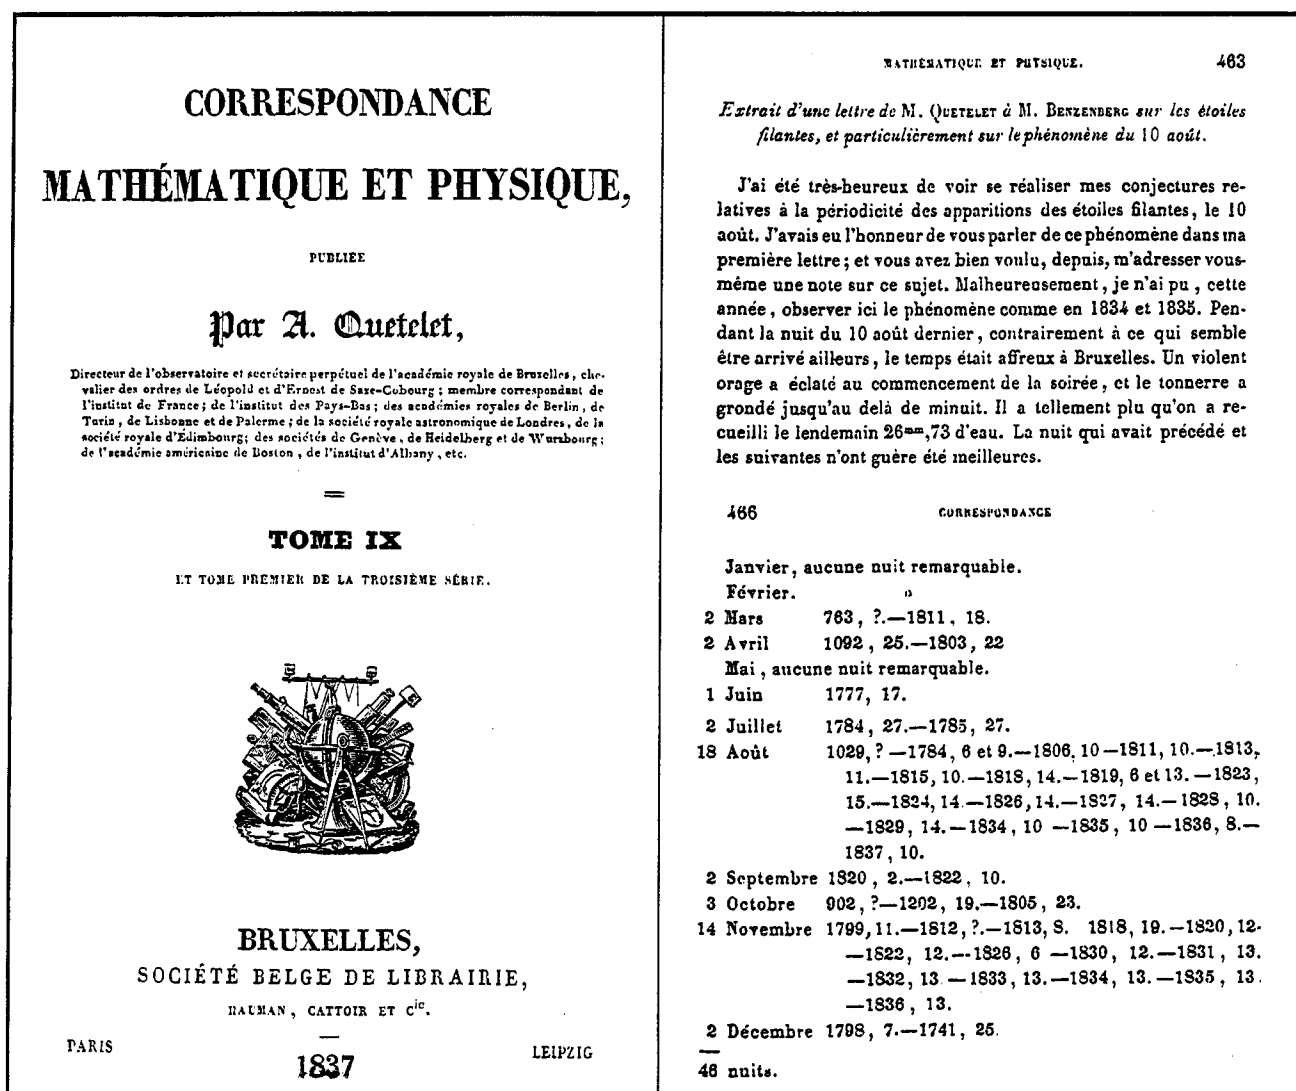 CORRESPONDANCE
MATHÉMATIQUE ET PHYSIQUE,
PUBLIEE
Par A. Quetelet,
Directeur de l'observatoire et secrétaire perpétuel de l'académie royale de Bruxelles, che-
valier des ordres de Léopold et d'Ernest de Saxe-Cobourg ; membre correspondant de
l'institut de France ; de l'institut des Pays-Bas ; des académies royales de Berlin, de
Turin, de Lisbonne et de Palerme ; de la société royale astronomique de Londres, de la
société royale d'Édimbourg; des sociétés de Genève, de Heidelberg et de Wurzbourg ;
de l'académie américaine de Boston, de l'institut d'Albany, etc.
TOME IX
ET TOME PREMIER DE LA TROISIÈME SÉRIE.
BRUXELLES,
SOCIÉTÉ BELGE DE LIBRAIRIE,
HAUMAN, CATTOIR ET Cie.
PARIS
1837
LEIPZIG
MATHÉMATIQUE ET PHYSIQUE. 463
Extrait d'une lettre de M. QUETELET à M. BENZENBERG sur les étoiles
filantes, et particulièrement sur le phénomène du 10 août.
J'ai été très-heureux de voir se réaliser mes conjectures re-
latives à la périodicité des apparitions des étoiles filantes, le 10
août. J'avais eu l'honneur de vous parler de ce phénomène dans ma
première lettre ; et vous avez bien voulu, depuis, m'adresser vous-
même une note sur ce sujet. Malheureusement, je n'ai pu, cette
année, observer ici le phénomène comme en 1834 et 1835. Pen-
dant la nuit du 10 août dernier, contrairement à ce qui semble
être arrivé ailleurs, le temps était affreux à Bruxelles. Un violent
orage a éclaté au commencement de la soirée, et le tonnerre a
grondé jusqu'au delà de minuit. Il a tellement plu qu'on a re-
cueilli le lendemain 26mm,73 d'eau. La nuit qui avait précédé et
les suivantes n'ont guère été meilleures.
466 CORRESPONDANCE
Janvier, aucune nuit remarquable.
Février. »
2 Mars 763, ?.—1811, 18.
2 Avril 1092, 25.—1803, 22
Mai, aucune nuit remarquable.
1 Juin 1777, 17.
2 Juillet 1784, 27.—1785, 27.
18 Août 1029, ? —1784, 6 et 9.—1806, 10—1811, 10.—1813,
11.—1815, 10.—1818, 14.—1819, 6 et 13.—1823,
15.—1824, 14.—1826, 14.—1827, 14.—1828, 10.
—1829, 14.—1834, 10 —1835, 10 —1836, 8.—
1837, 10.
2 Septembre 1820, 2.—1822, 10.
3 Octobre 902, ?—1202, 19.—1805, 23.
14 Novembre 1799, 11.—1812, ?.—1813, 8. 1818, 19.—1820, 12-
—1822, 12.—1826, 6 —1830, 12.—1831, 13.
—1832, 13 —1833, 13.—1834, 13.—1835, 13.
—1836, 13.
2 Décembre 1798, 7.—1741, 25.
46 nuits.